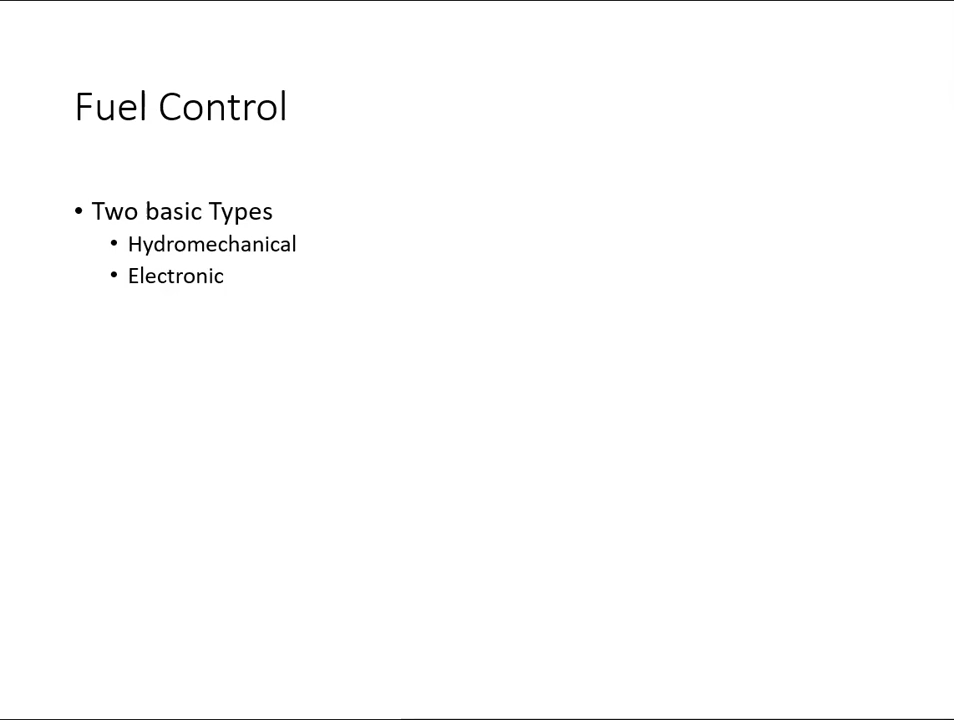 Fuel Control
• Two basic Types
• Hydromechanical
• Electronic